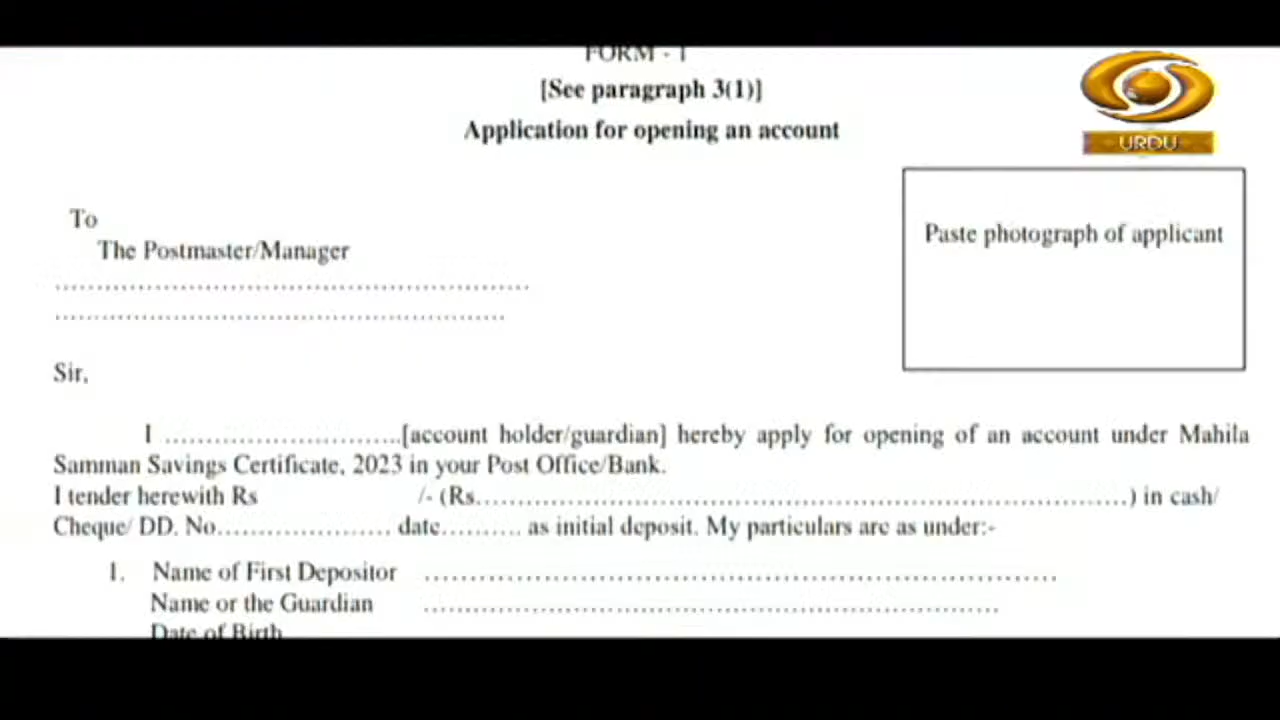 FORM - 1
[See paragraph 3(1)]
Application for opening an account
URDU
To
The Postmaster/Manager
Paste photograph of applicant
......................................................
...................................................
Sir,
I .............................[account holder/guardian] hereby apply for opening of an account under Mahila
Samman Savings Certificate, 2023 in your Post Office/Bank.
I tender herewith Rs /- (Rs................................................................................) in cash/
Cheque/ DD. No..................... date.......... as initial deposit. My particulars are as under:-
1. Name of First Depositor ......................................................................
Name or the Guardian ................................................................
Date of Birth